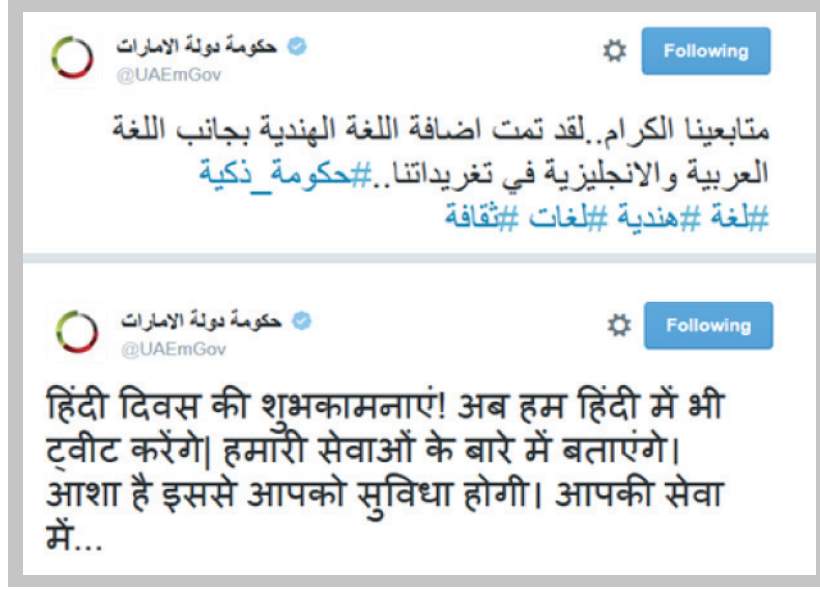 حكومة دولة الامارات
@UAEmGov
Following
متابعينا الكرام..لقد تمت اضافة اللغة الهندية بجانب اللغة
العربية والانجليزية في تغريداتنا..#حكومة_ذكية
#لغة #هندية #لغات #ثقافة
حكومة دولة الامارات
@UAEmGov
Following
हिंदी दिवस की शुभकामनाएं! अब हम हिंदी में भी
ट्वीट करेंगे| हमारी सेवाओं के बारे में बताएंगे।
आशा है इससे आपको सुविधा होगी। आपकी सेवा
में...